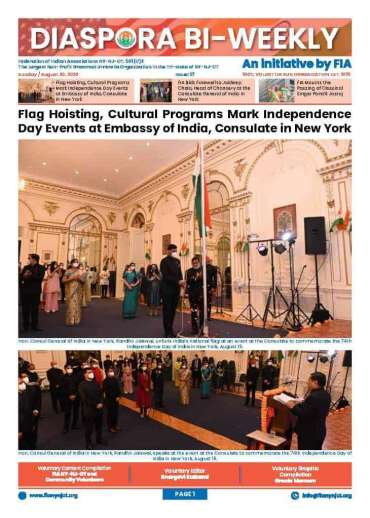 DIASPORA BI-WEEKLY
Federation of Indian Associations NY-NJ-CT: 501(c)3
The Largest Non-Profit Grassroot Umbrella Organization in the Tri-State of NY-NJ-CT
An initiative by FIA
Sunday / August 30, 2020
Flag Hoisting, Cultural Programs
Mark Independence Day Events
at Embassy of India, Consulate
in New York
FIA Bids Farewell to Jaideep
Chola, Head of Chancery at the
Consulate General of India in
New York
FIA Mourns the
Passing of Classical
Singer Pandit Jasraj
Flag Hoisting, Cultural Programs Mark Independence
Day Events at Embassy of India, Consulate in New York
Hon. Consul General of India in New York, Randhir Jaiswal, unfurls India's national flag at an event at the Consulate to commemorate the 74th
Independence Day of India in New York, August 15.
Hon. Consul General of India in New York, Randhir Jaiswal, speaks at the event at the Consulate to commemorate the 74th Independence Day of
India in New York, August 15.
Voluntary Content Compilation
FIA NY-NJ-CT and
Community Volunteers
Voluntary Editor
Voluntary Graphic
Compilation
www.fianynjct.org
PAGE 1
info@fianynjct.org